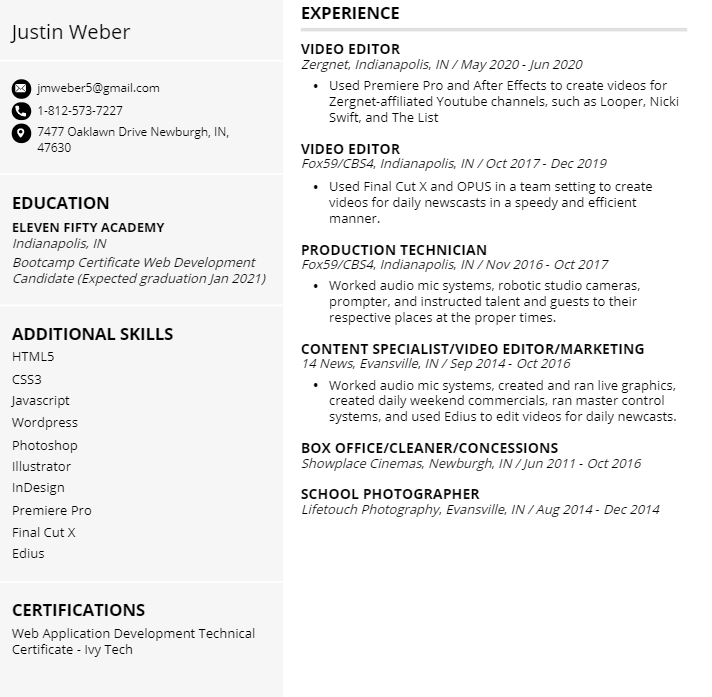 Justin Weber
jmweber5@gmail.com
1-812-573-7227
7477 Oaklawn Drive Newburgh, IN,
47630
EDUCATION
ELEVEN FIFTY ACADEMY
Indianapolis, IN
Bootcamp Certificate Web Development
Candidate (Expected graduation Jan 2021)
ADDITIONAL SKILLS
HTML5
CSS3
Javascript
Wordpress
Photoshop
Illustrator
InDesign
Premiere Pro
Final Cut X
Edius
CERTIFICATIONS
Web Application Development Technical
Certificate - Ivy Tech
EXPERIENCE
VIDEO EDITOR
Zergnet, Indianapolis, IN / May 2020 - Jun 2020
• Used Premiere Pro and After Effects to create videos for
Zergnet-affiliated Youtube channels, such as Looper, Nicki
Swift, and The List
VIDEO EDITOR
Fox59/CBS4, Indianapolis, IN / Oct 2017 - Dec 2019
• Used Final Cut X and OPUS in a team setting to create
videos for daily newscasts in a speedy and efficient
manner.
PRODUCTION TECHNICIAN
Fox59/CBS4, Indianapolis, IN / Nov 2016 - Oct 2017
• Worked audio mic systems, robotic studio cameras,
prompter, and instructed talent and guests to their
respective places at the proper times.
CONTENT SPECIALIST/VIDEO EDITOR/MARKETING
14 News, Evansville, IN / Sep 2014 - Oct 2016
• Worked audio mic systems, created and ran live graphics,
created daily weekend commercials, ran master control
systems, and used Edius to edit videos for daily newcasts.
BOX OFFICE/CLEANER/CONCESSIONS
Showplace Cinemas, Newburgh, IN / Jun 2011 - Oct 2016
SCHOOL PHOTOGRAPHER
Lifetouch Photography, Evansville, IN / Aug 2014 - Dec 2014